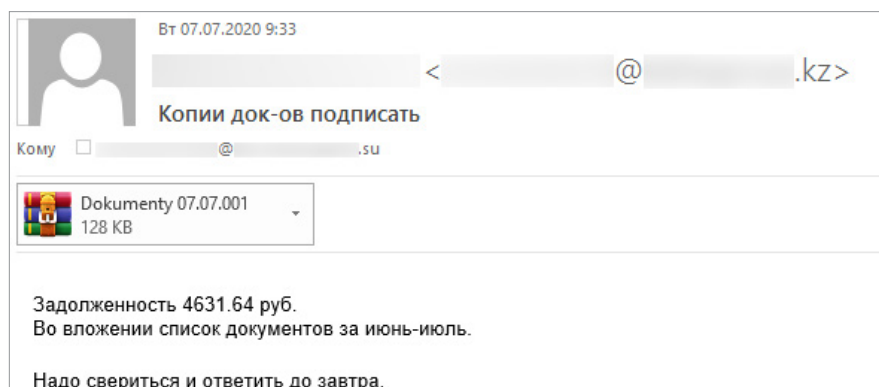 Вт 07.07.2020 9:33
< @ .kz>
Копии док-ов подписать
Кому @ .su
Dokumenty 07.07.001
128 KB
Задолженность 4631.64 руб.
Во вложении список документов за июнь-июль.
Надо свериться и ответить до завтра.